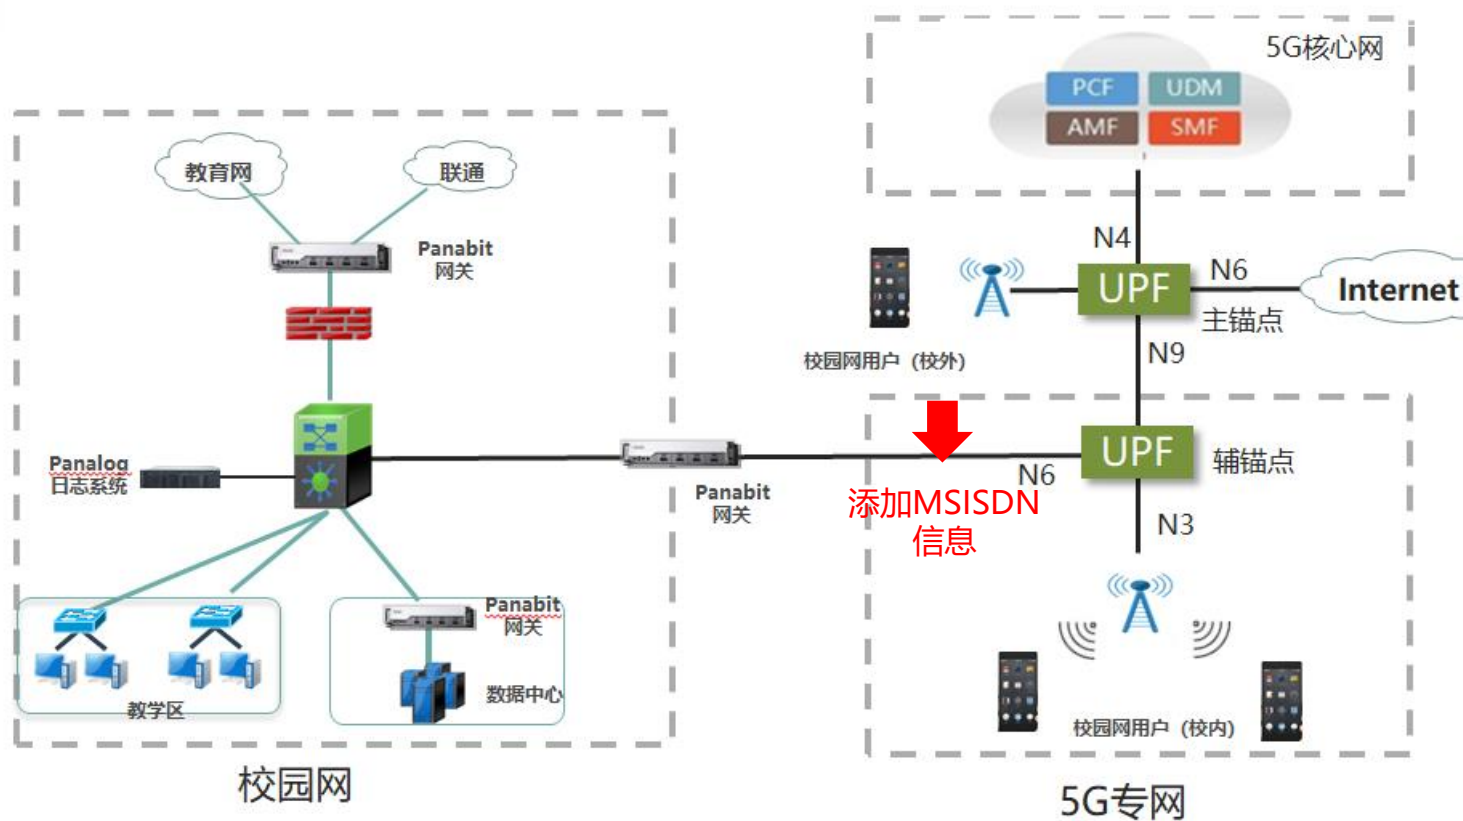 5G核心网
PCF
UDM
AMF
SMF
教育网
联通
Panabit
网关
N4
N6
UPF
Internet
主锚点
校园网用户（校外）
N9
Panalog
日志系统
Panabit
网关
添加MSISDN
信息
N6
UPF
辅锚点
N3
Panabit
网关
数据中心
教学区
校园网用户（校内）
校园网
5G专网